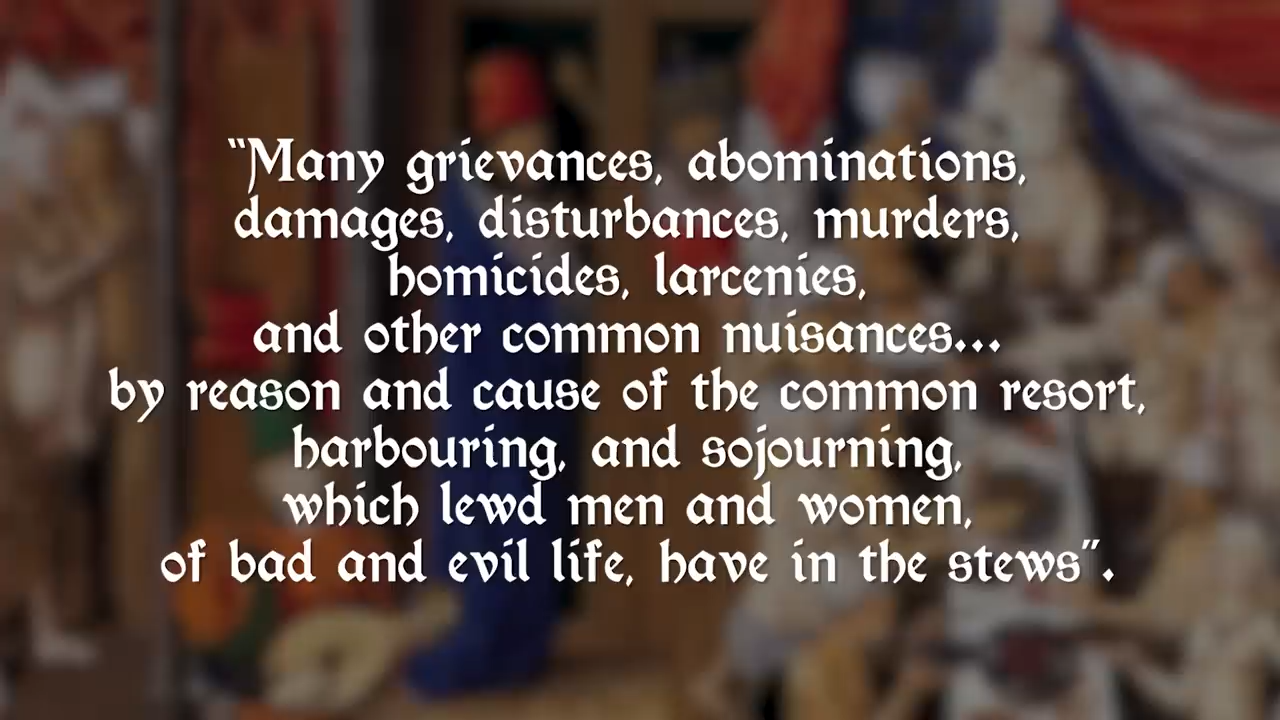 “Many grievances, abominations,
damages, disturbances, murders,
homicides, larcenies,
and other common nuisances...
by reason and cause of the common resort,
harbouring, and sojourning,
which lewd men and women,
of bad and evil life, have in the stews”.